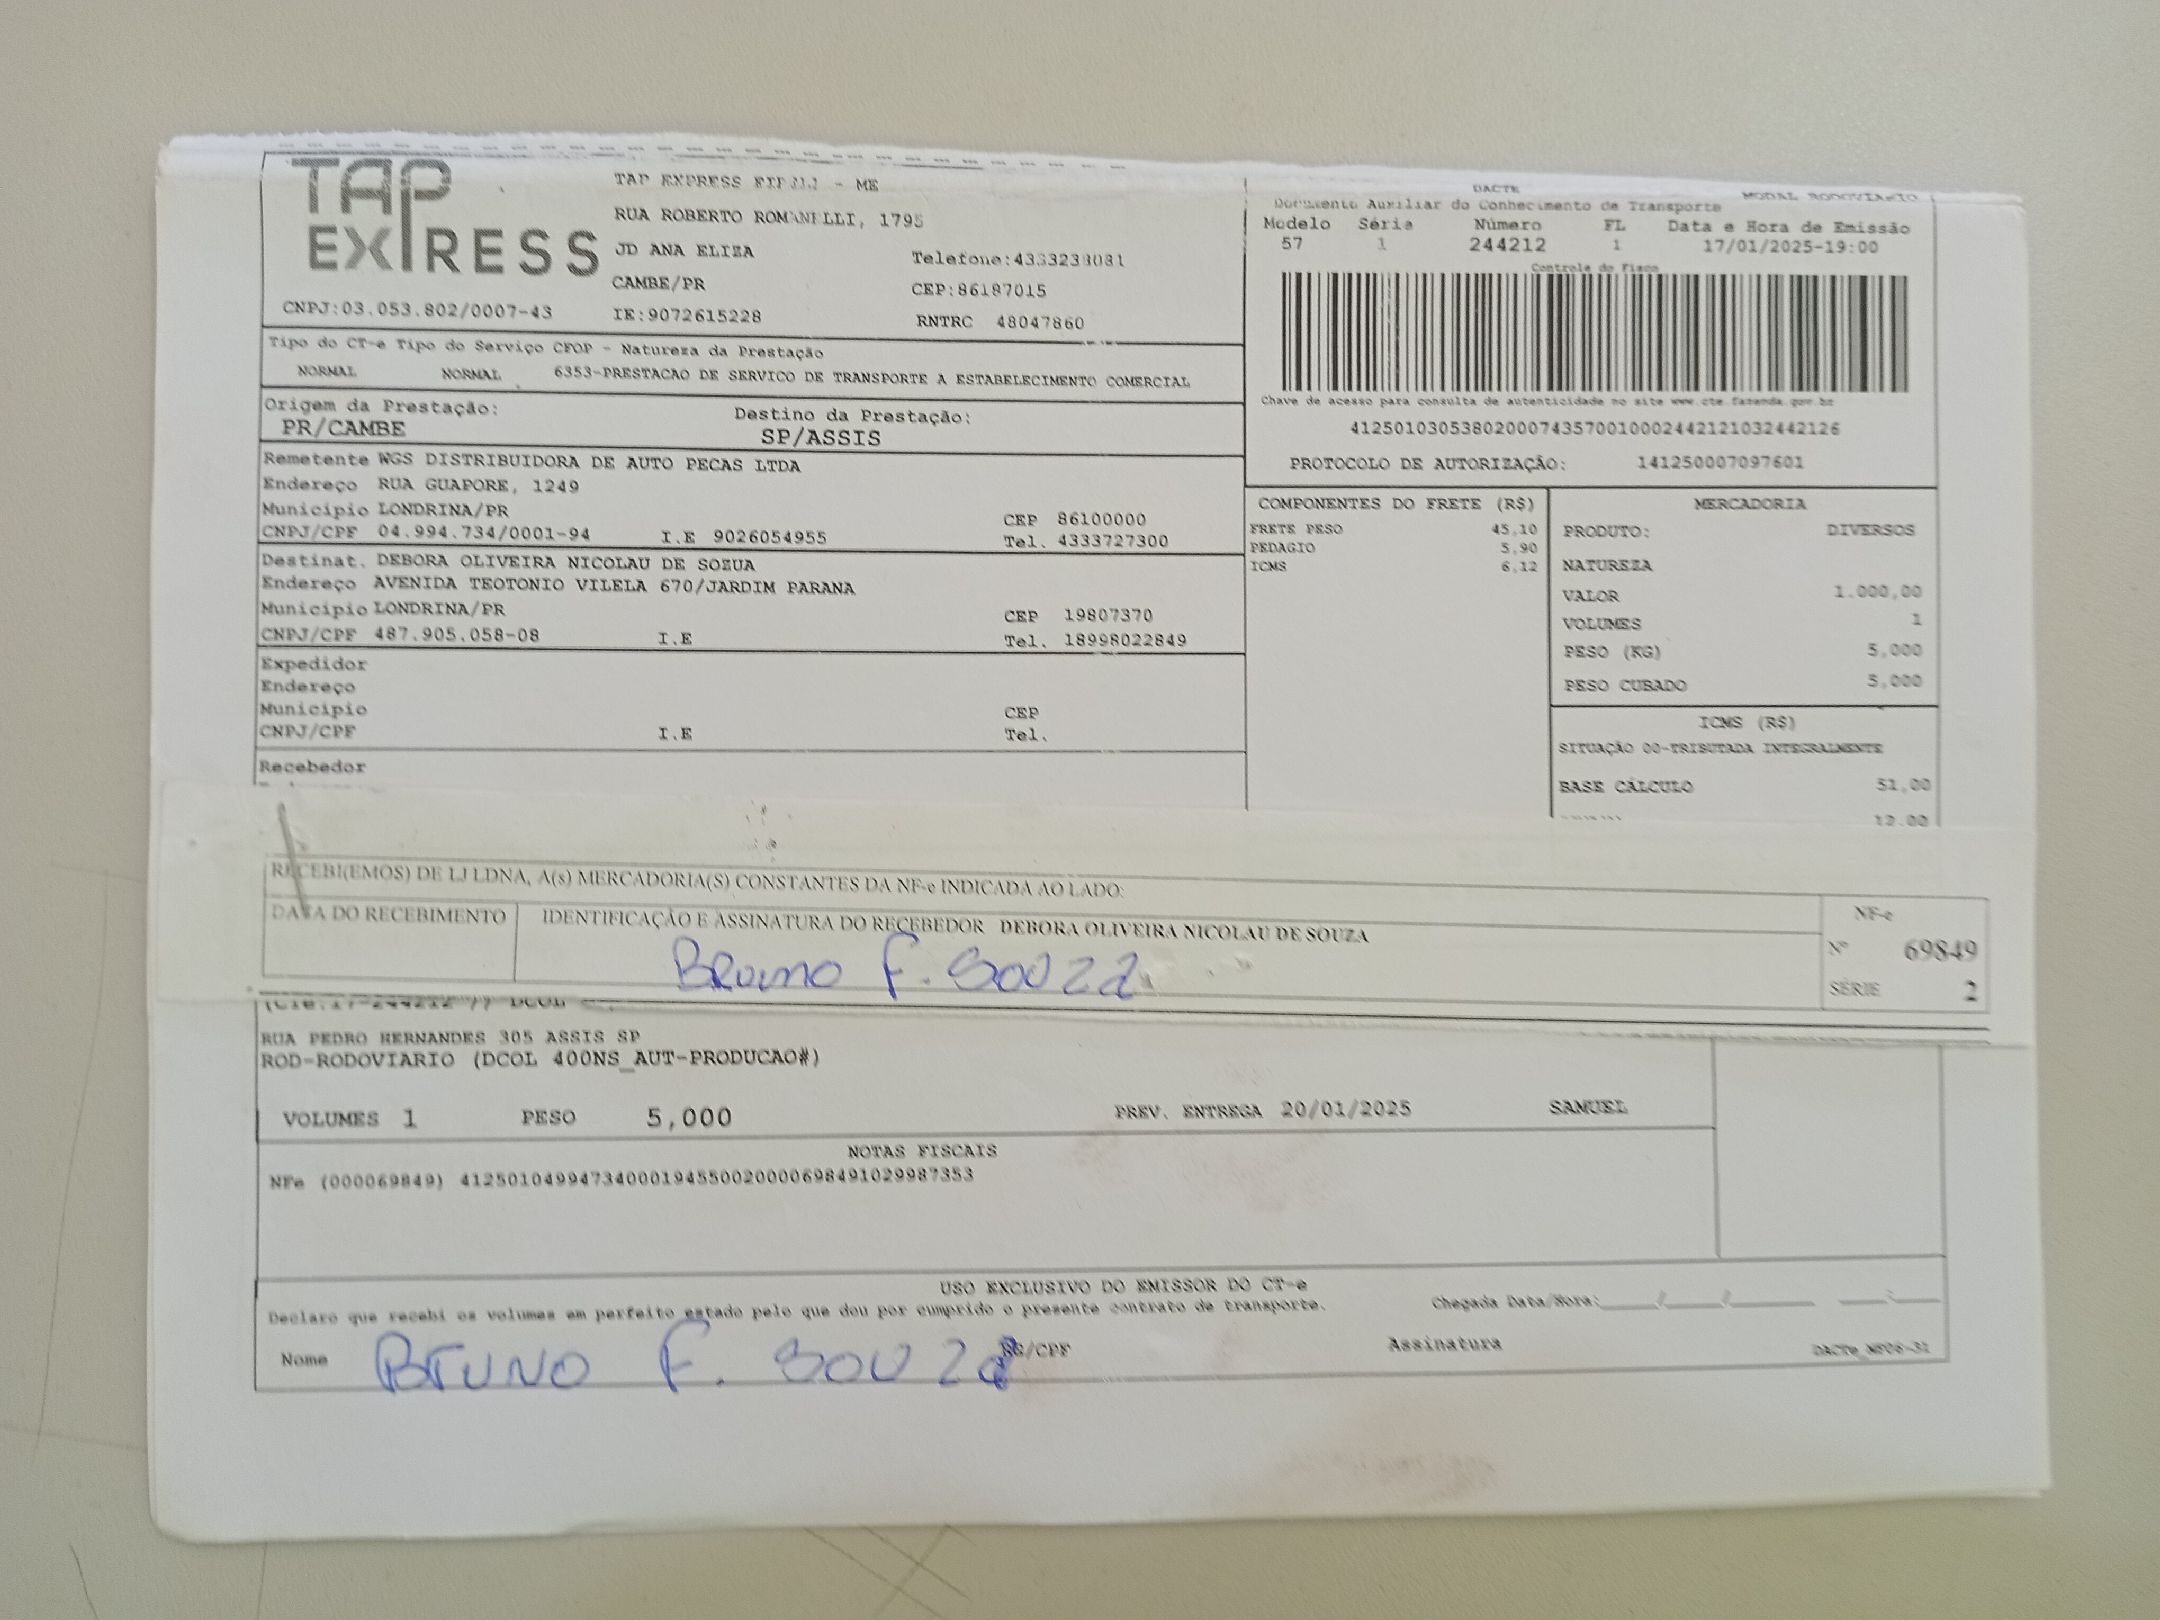 TAP
EXPRESS
TAP EXPRESS - ME
RUA ROBERTO ROMANELLI, 1795
JD ANA ELIZA
Telefone:4333238081
CAMBE/PR
CEP:86187015
CNPJ:03.053.802/0007-43
IE:9072615228
RNTRC 48047860
DACTE
MODAL RODOVIARIO
Documento Auxiliar do Conhecimento de Transporte
Modelo Séria Número FL Data e Hora de Emissão
57 1 244212 1 17/01/2025-19:00
Controle do Fisco
Chave de acesso para consulta de autenticidade no site www.cte.fazenda.gov.br
41250103053802000743570010002442121032442126
PROTOCOLO DE AUTORIZAÇÃO: 141250007097601
Tipo do CT-e Tipo do Serviço CFOP - Natureza da Prestação
NORMAL NORMAL 6353-PRESTACAO DE SERVICO DE TRANSPORTE A ESTABELECIMENTO COMERCIAL
Origem da Prestação: Destino da Prestação:
PR/CAMBE SP/ASSIS
Remetente WGS DISTRIBUIDORA DE AUTO PECAS LTDA
Endereço RUA GUAPORE, 1249
Município LONDRINA/PR CEP 86100000
CNPJ/CPF 04.994.734/0001-94 I.E 9026054955 Tel. 4333727300
Destinat. DEBORA OLIVEIRA NICOLAU DE SOZUA
Endereço AVENIDA TEOTONIO VILELA 670/JARDIM PARANA
Município LONDRINA/PR CEP 19807370
CNPJ/CPF 487.905.058-08 I.E Tel. 18998022849
Expedidor
Endereço
Município CEP
CNPJ/CPF I.E Tel.
Recebedor
COMPONENTES DO FRETE (R$)
FRETE PESO 45,10
PEDAGIO 5,90
ICMS 6,12
MERCADORIA
PRODUTO: DIVERSOS
NATUREZA
VALOR 1.000,00
VOLUMES 1
PESO (KG) 5,000
PESO CUBADO 5,000
ICMS (R$)
SITUAÇÃO 00-TRIBUTADA INTEGRALMENTE
BASE CÁLCULO 51,00
12,00
RECEBI(EMOS) DE LJ LDNA, A(s) MERCADORIA(S) CONSTANTES DA NF-e INDICADA AO LADO:
DATA DO RECEBIMENTO IDENTIFICAÇÃO E ASSINATURA DO RECEBEDOR DEBORA OLIVEIRA NICOLAU DE SOUZA
Bruno F. Souza
NF-e
Nº 69849
SÉRIE 2
DCOL
RUA PEDRO HERNANDES 305 ASSIS SP
ROD-RODOVIARIO (DCOL 400NS_AUT-PRODUCAO#)
VOLUMES 1 PESO 5,000 PREV. ENTREGA 20/01/2025 SAMUEL
NOTAS FISCAIS
NFe (000069849) 41250104994734000194550020000698491029987353
USO EXCLUSIVO DO EMISSOR DO CT-e
Declaro que recebi os volumes em perfeito estado pelo que dou por cumprido o presente contrato de transporte. Chegada Data/Hora:
Nome Bruno F. Souza RG/CPF Assinatura DACTe_NF06-31